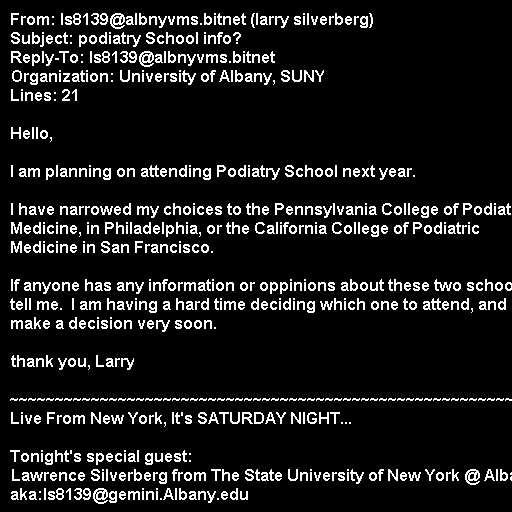 From: ls8139@albnyvms.bitnet (larry silverberg)
Subject: podiatry School info?
Reply-To: ls8139@albnyvms.bitnet
Organization: University of Albany, SUNY
Lines: 21

Hello,

I am planning on attending Podiatry School next year.

I have narrowed my choices to the Pennsylvania College of Podiat
Medicine, in Philadelphia, or the California College of Podiatric
Medicine in San Francisco.

If anyone has any information or oppinions about these two schoo
tell me.  I am having a hard time deciding which one to attend, and
make a decision very soon.

thank you, Larry

~~~~~~~~~~~~~~~~~~~~~~~~~~~~~~~~~~~~~~~~~~~~~~~~~~~~~~~~
Live From New York, It's SATURDAY NIGHT...

Tonight's special guest:
Lawrence Silverberg from The State University of New York @ Alba
aka:ls8139@gemini.Albany.edu